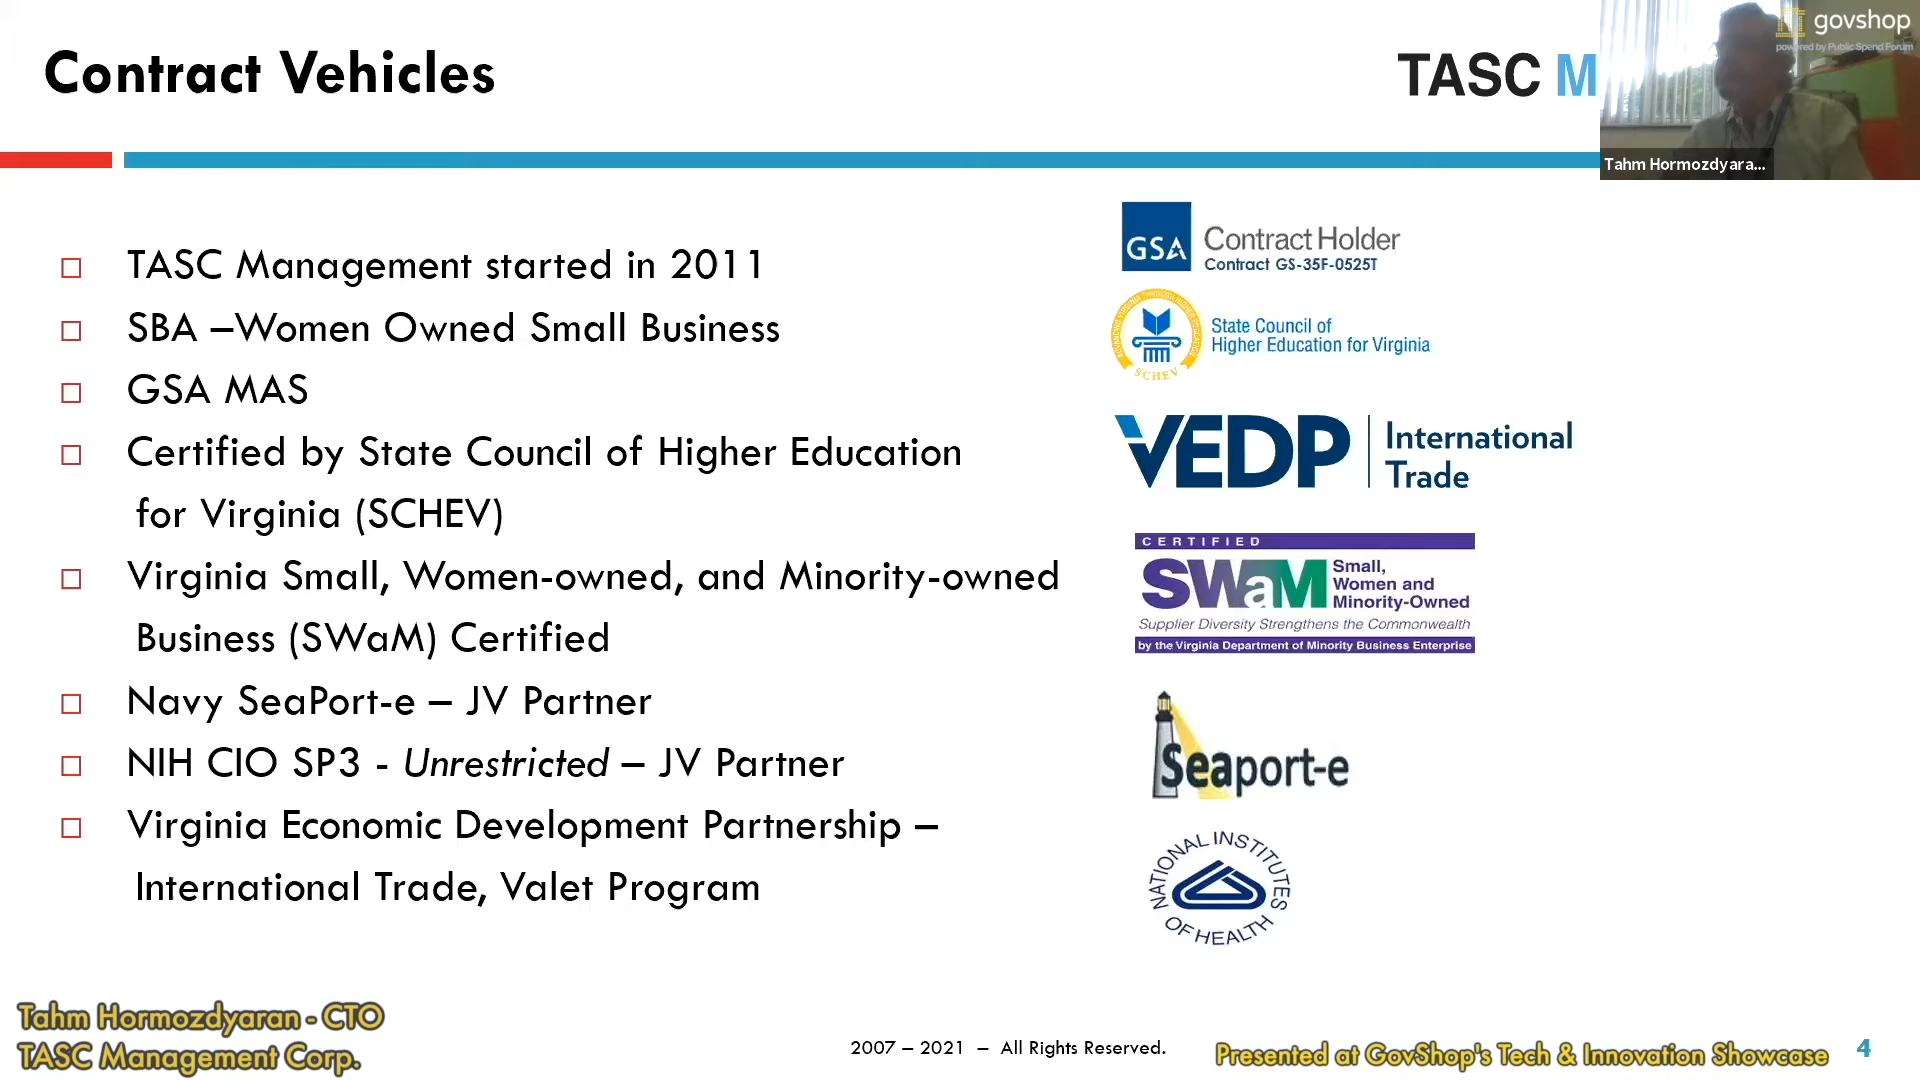 Contract Vehicles
TASC M
govshop
powered by Public Spend Forum
Tahm Hormozdyara...
TASC Management started in 2011
SBA –Women Owned Small Business
GSA MAS
Certified by State Council of Higher Education
for Virginia (SCHEV)
Virginia Small, Women-owned, and Minority-owned
Business (SWaM) Certified
Navy SeaPort-e – JV Partner
NIH CIO SP3 - Unrestricted – JV Partner
Virginia Economic Development Partnership –
International Trade, Valet Program
GSA
Contract Holder
Contract GS-35F-0525T
SCHEV
State Council of
Higher Education for Virginia
VEDP
International
Trade
CERTIFIED
SWaM
Small,
Women and
Minority-Owned
Supplier Diversity Strengthens the Commonwealth
by the Virginia Department of Minority Business Enterprise
Seaport-e
NATIONAL INSTITUTES
OF HEALTH
Tahm Hormozdyaran - CTO
TASC Management Corp.
2007 – 2021 – All Rights Reserved.
Presented at GovShop's Tech & Innovation Showcase
4